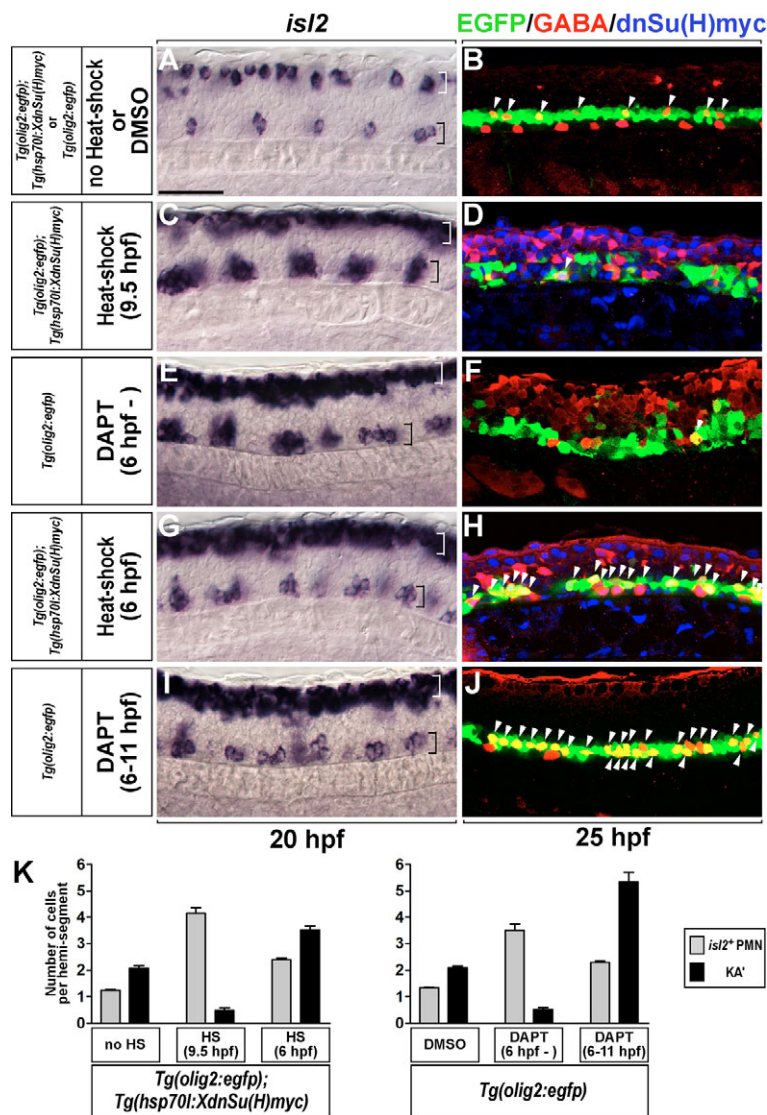 isl2
EGFP/GABA/dnSu(H)myc
Tg(olig2:egfp);
Tg(hsp70l:XdnSu(H)myc)
or
Tg(olig2:egfp)
no Heat-shock
or
DMSO
A
B
Tg(olig2:egfp);
Tg(hsp70l:XdnSu(H)myc)
Heat-shock
(9.5 hpf)
C
D
Tg(olig2:egfp)
DAPT
(6 hpf - )
E
F
Tg(olig2:egfp);
Tg(hsp70l:XdnSu(H)myc)
Heat-shock
(6 hpf)
G
H
Tg(olig2:egfp)
DAPT
(6-11 hpf)
I
J
20 hpf
25 hpf
K
Number of cells
per hemi-segment
6
5
4
3
2
1
0
no HS
HS
(9.5 hpf)
HS
(6 hpf)
Tg(olig2:egfp);
Tg(hsp70l:XdnSu(H)myc)
6
5
4
3
2
1
0
DMSO
DAPT
(6 hpf - )
DAPT
(6-11 hpf)
Tg(olig2:egfp)
isl2+ PMN
KA'